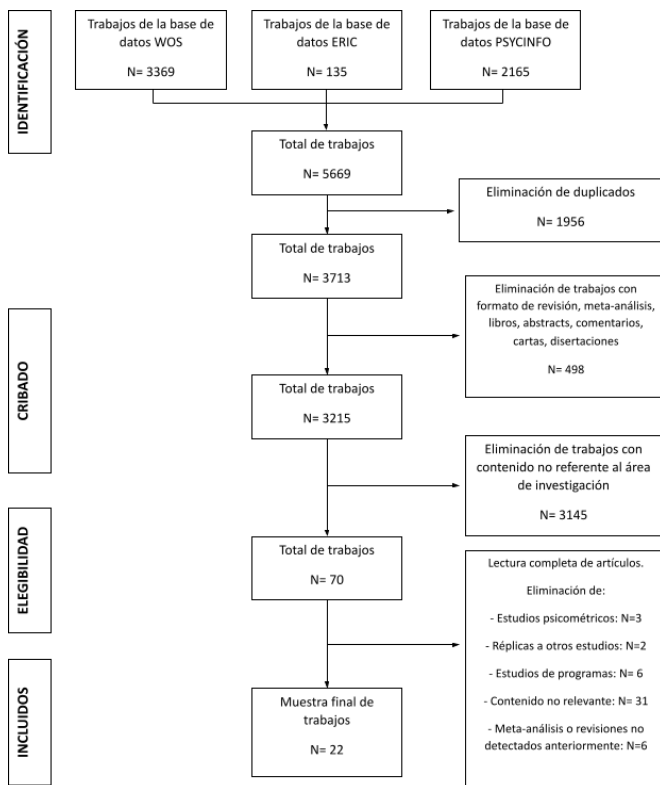 IDENTIFICACIÓN
Trabajos de la base de
datos WOS
N= 3369
Trabajos de la base de
datos ERIC
N= 135
Trabajos de la base de
datos PSYCINFO
N= 2165
Total de trabajos
N= 5669
Eliminación de duplicados
N= 1956
Total de trabajos
N= 3713
CRIBADO
Eliminación de trabajos con
formato de revisión, meta-análisis,
libros, abstracts, comentarios,
cartas, disertaciones
N= 498
Total de trabajos
N= 3215
Eliminación de trabajos con
contenido no referente al área
de investigación
N= 3145
ELEGIBILIDAD
Total de trabajos
N= 70
Lectura completa de artículos.
Eliminación de:
- Estudios psicométricos: N=3
- Réplicas a otros estudios: N=2
- Estudios de programas: N= 6
- Contenido no relevante: N= 31
- Meta-análisis o revisiones no
detectados anteriormente: N=6
INCLUIDOS
Muestra final de
trabajos
N= 22